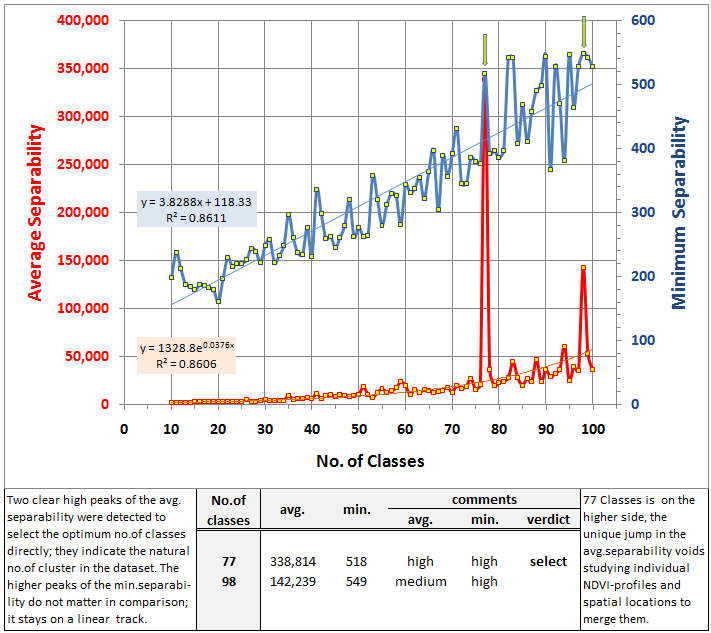 400,000
350,000
300,000
250,000
200,000
150,000
100,000
50,000
0
Average Separability
600
500
400
300
200
100
0
Minimum Separability
y = 3.8288x + 118.33
R² = 0.8611
y = 1328.8e^0.0376x
R² = 0.8606
0 10 20 30 40 50 60 70 80 90 100
No. of Classes
Two clear high peaks of the avg.
separability were detected to
select the optimum no.of classes
directly; they indicate the natural
no.of cluster in the dataset. The
higher peaks of the min.separabi-
lity do not matter in comparison;
it stays on a linear track.
No.of classes avg. min. comments
avg. min. verdict
77 338,814 518 high high select
98 142,239 549 medium high
77 Classes is on the
higher side, the
unique jump in the
avg.separability voids
studying individual
NDVI-profiles and
spatial locations to
merge them.